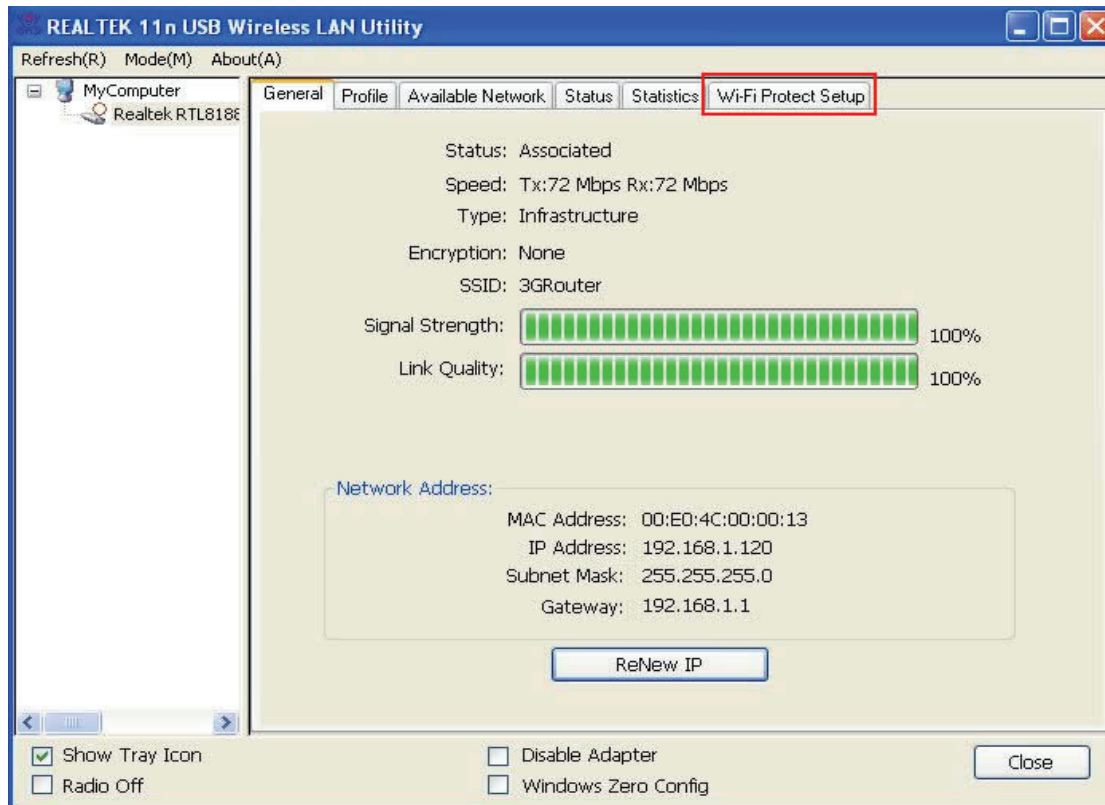 REALTEK 11n USB Wireless LAN Utility
Refresh(R) Mode(M) About(A)
MyComputer
Realtek RTL8188
General Profile Available Network Status Statistics Wi-Fi Protect Setup
Status: Associated
Speed: Tx:72 Mbps Rx:72 Mbps
Type: Infrastructure
Encryption: None
SSID: 3GRouter
Signal Strength: 100%
Link Quality: 100%
Network Address:
MAC Address: 00:E0:4C:00:00:13
IP Address: 192.168.1.120
Subnet Mask: 255.255.255.0
Gateway: 192.168.1.1
ReNew IP
Show Tray Icon Disable Adapter Close
Radio Off Windows Zero Config